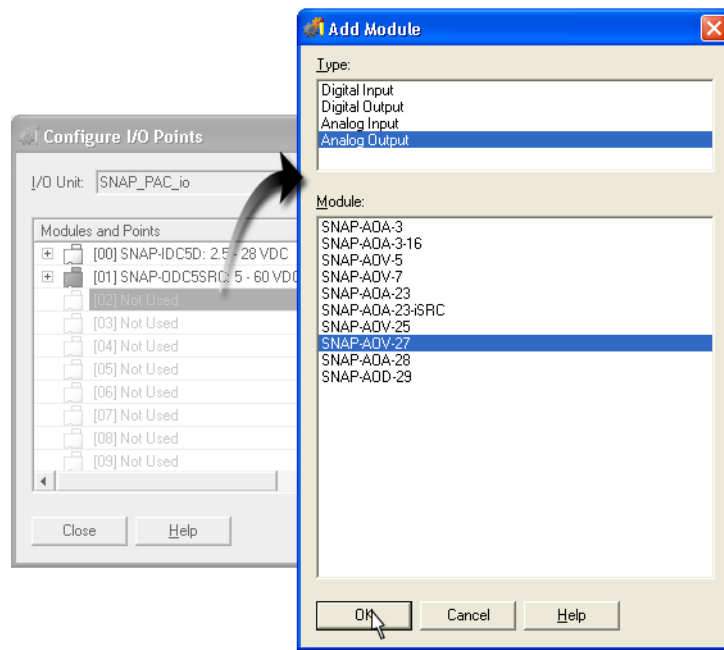 Add Module
Type:
Digital Input
Digital Output
Analog Input
Analog Output
Module:
SNAP-AOA-3
SNAP-AOA-3-16
SNAP-AOV-5
SNAP-AOV-7
SNAP-AOA-23
SNAP-AOA-23-iSRC
SNAP-AOV-25
SNAP-AOV-27
SNAP-AOA-28
SNAP-AOD-29
OK Cancel Help
Configure I/O Points
I/O Unit: SNAP_PAC_io
Modules and Points
[00] SNAP-IDC5D: 2.5 - 28 VDC
[01] SNAP-ODC5SRC: 5 - 60 VDC
[02] Not Used
[03] Not Used
[04] Not Used
[05] Not Used
[06] Not Used
[07] Not Used
[08] Not Used
[09] Not Used
Close Help